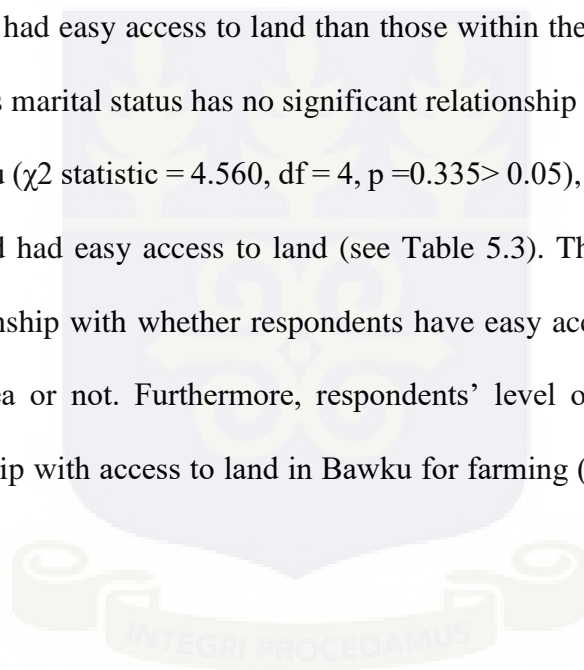 had easy access to land than those within the
s marital status has no significant relationship
(χ2 statistic = 4.560, df = 4, p =0.335> 0.05),
had easy access to land (see Table 5.3). Th
nship with whether respondents have easy acc
ea or not. Furthermore, respondents’ level o
ip with access to land in Bawku for farming (
INTEGRI PROCEDAMUS